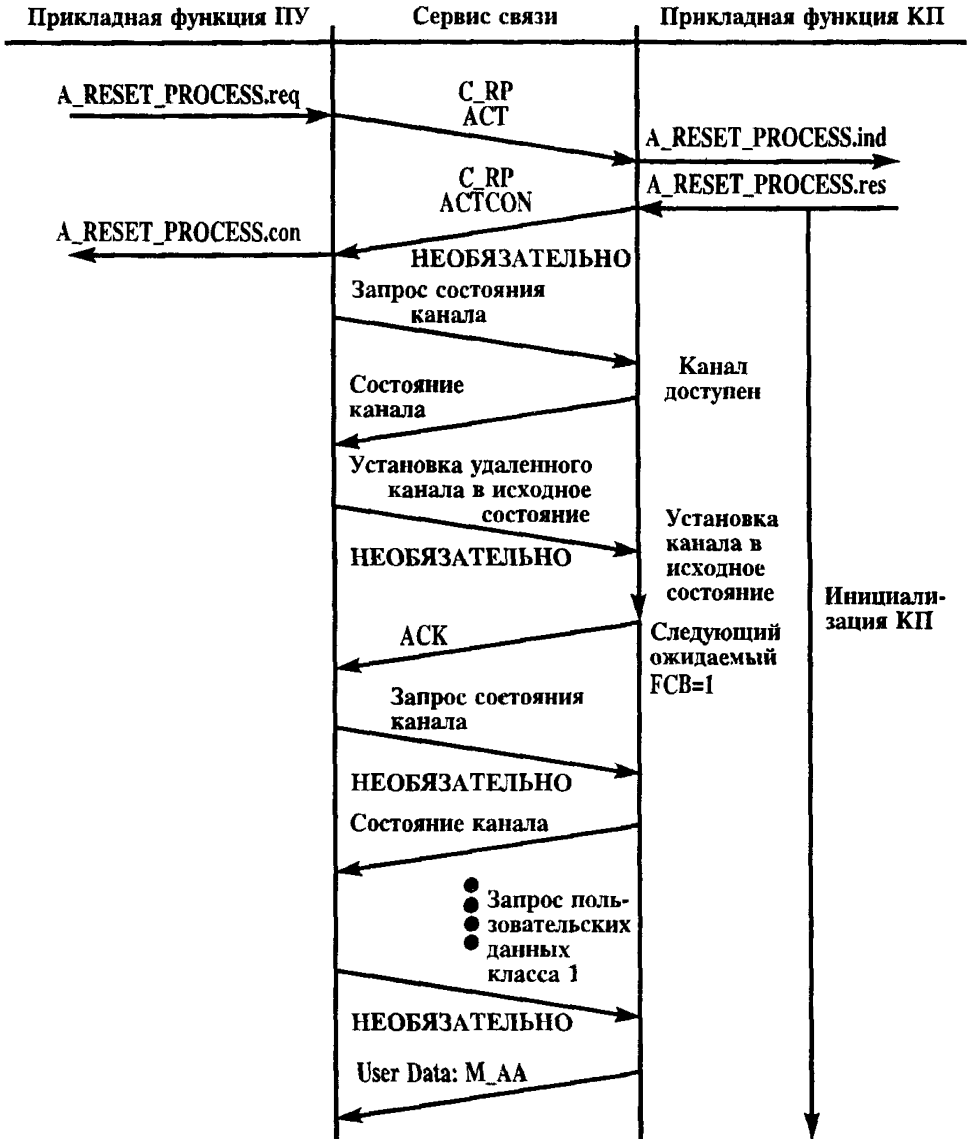 Прикладная функция ПУ
Сервис связи
Прикладная функция КП
A_RESET_PROCESS.req
C_RP
ACT
A_RESET_PROCESS.ind
C_RP
ACTCON
A_RESET_PROCESS.res
A_RESET_PROCESS.con
НЕОБЯЗАТЕЛЬНО
Запрос состояния
канала
Канал
доступен
Состояние
канала
Установка удаленного
канала в исходное
состояние
НЕОБЯЗАТЕЛЬНО
Установка
канала в
исходное
состояние
Инициали-
зация КП
ACK
Следующий
ожидаемый
FCB=1
Запрос состояния
канала
НЕОБЯЗАТЕЛЬНО
Состояние канала
Запрос поль-
зовательских
данных
класса 1
НЕОБЯЗАТЕЛЬНО
User Data: M_AA